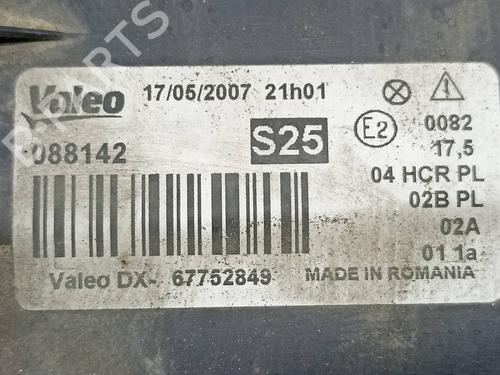 PARTS
Valeo 17/05/2007 21h01
088142 S25 E2 0082
17,5
04 HCR PL
02B PL
02A
01 1a
Valeo DX- 67752849 MADE IN ROMANIA